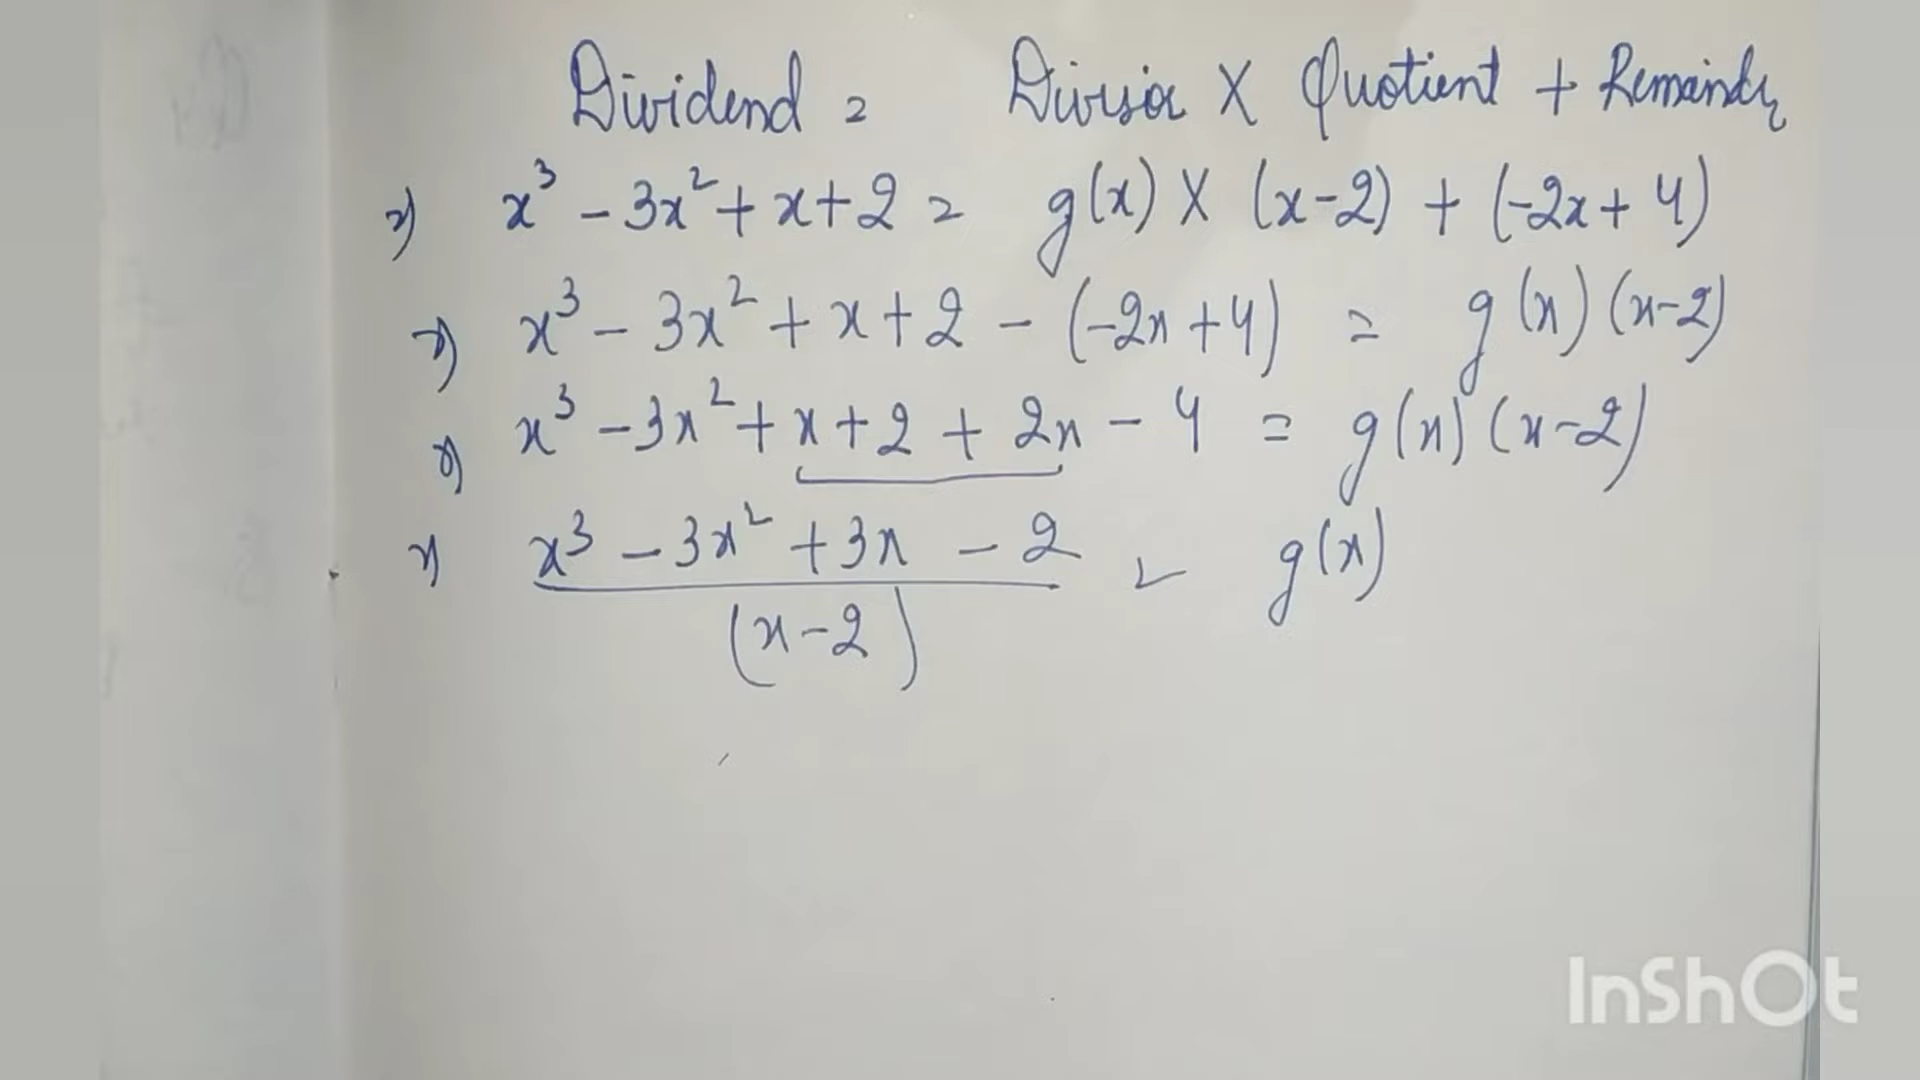 Dividend = Divisor X Quotient + Remainder
⇒) x³ - 3x² + x + 2 = g(x) X (x-2) + (-2x + 4)
⇒) x³ - 3x² + x + 2 - (-2x + 4) = g(x) (x-2)
⇒) x³ - 3x² + x + 2 + 2x - 4 = g(x) (x-2)
⇒) x³ - 3x² + 3x - 2 = g(x)
(x-2)
InShOt